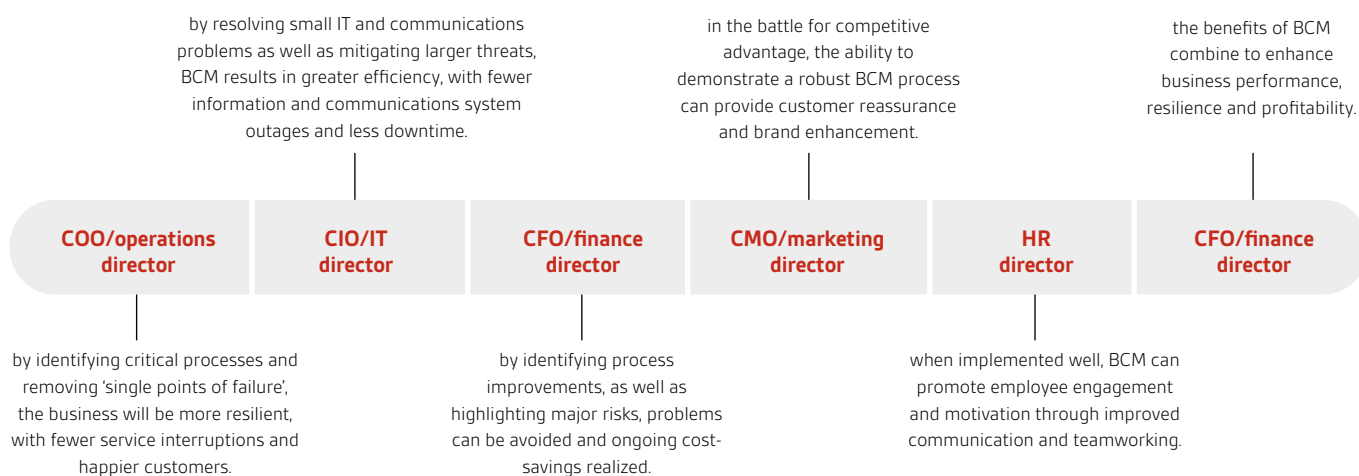 by resolving small IT and communications
problems as well as mitigating larger threats,
BCM results in greater efficiency, with fewer
information and communications system
outages and less downtime.
in the battle for competitive
advantage, the ability to
demonstrate a robust BCM process
can provide customer reassurance
and brand enhancement.
the benefits of BCM
combine to enhance
business performance,
resilience and profitability.
COO/operations
director
CIO/IT
director
CFO/finance
director
CMO/marketing
director
HR
director
CFO/finance
director
by identifying critical processes and
removing ‘single points of failure’,
the business will be more resilient,
with fewer service interruptions and
happier customers.
by identifying process
improvements, as well as
highlighting major risks, problems
can be avoided and ongoing cost-
savings realized.
when implemented well, BCM can
promote employee engagement
and motivation through improved
communication and teamworking.